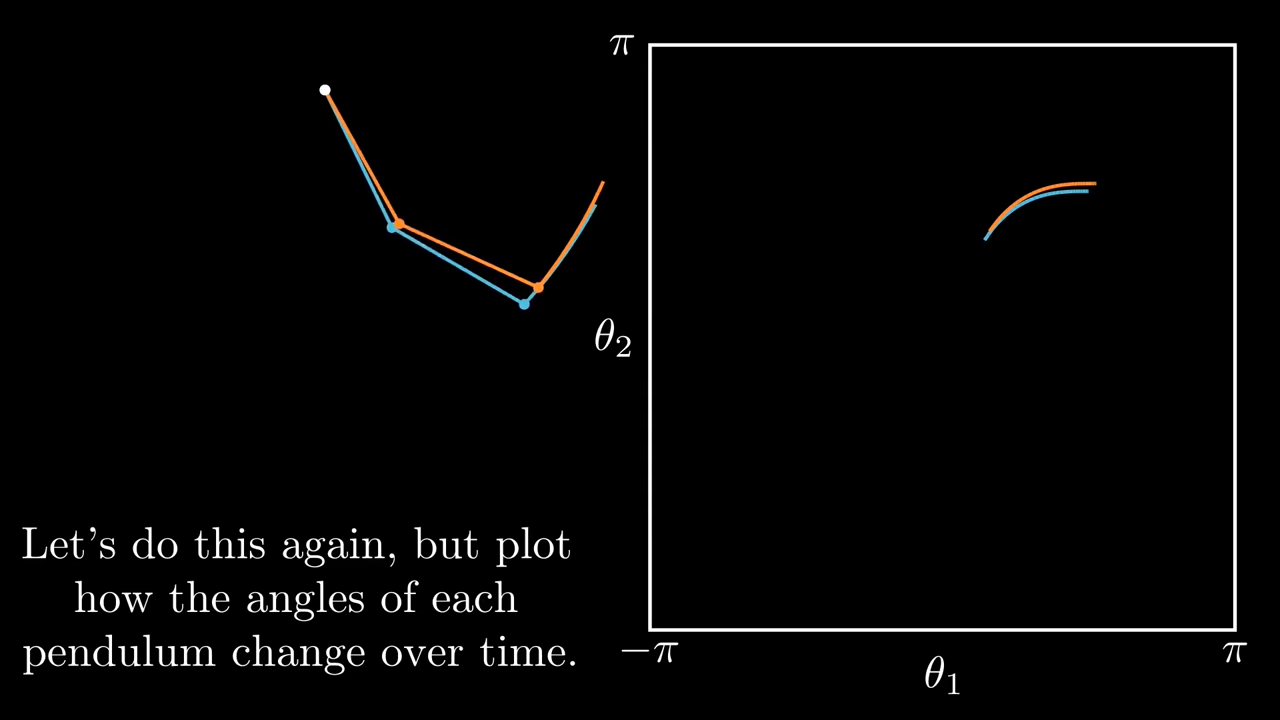 π
θ₂
Let's do this again, but plot
how the angles of each
pendulum change over time.
−π
π
θ₁